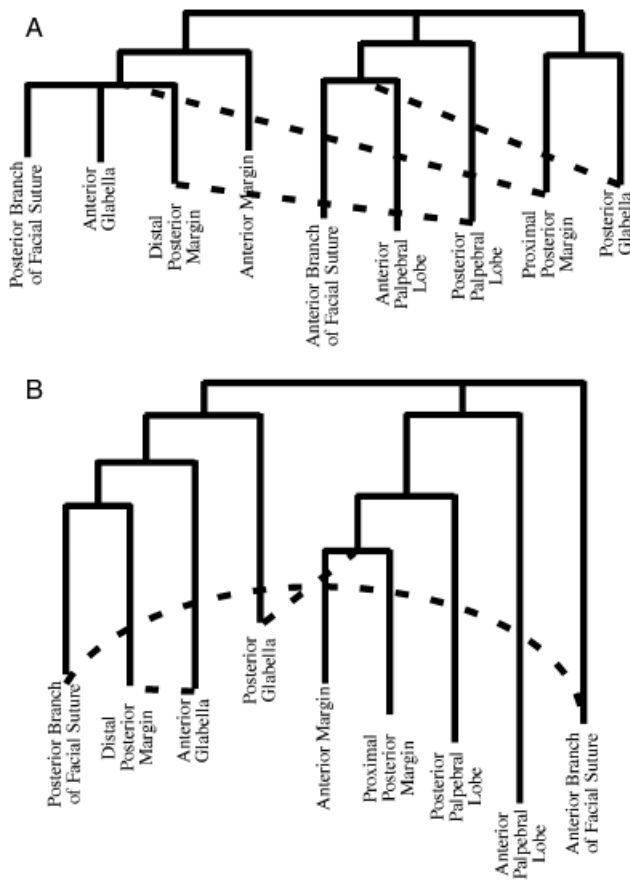 A
Posterior Branch
of Facial Suture
Anterior
Glabella
Distal
Posterior
Margin
Anterior Margin
Anterior Branch
of Facial Suture
Anterior
Palpebral
Lobe
Posterior
Palpebral
Lobe
Proximal
Posterior
Margin
Posterior
Glabella
B
Posterior Branch
of Facial Suture
Distal
Posterior
Margin
Anterior
Glabella
Posterior
Glabella
Anterior Margin
Proximal
Posterior
Margin
Posterior
Palpebral
Lobe
Anterior
Palpebral
Lobe
Anterior Branch
of Facial Suture